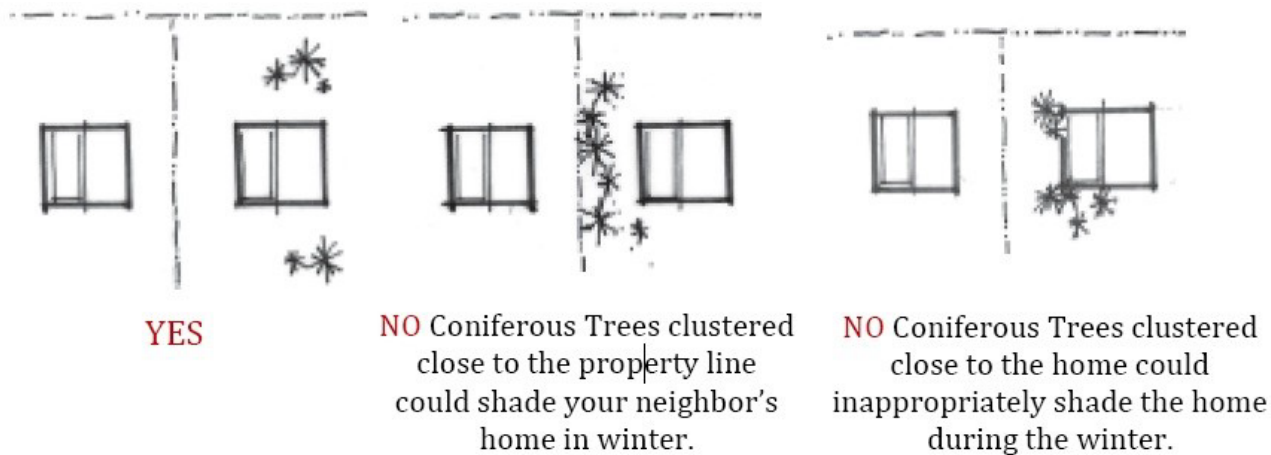 YES
NO Coniferous Trees clustered
close to the property line
could shade your neighbor's
home in winter.
NO Coniferous Trees clustered
close to the home could
inappropriately shade the home
during the winter.